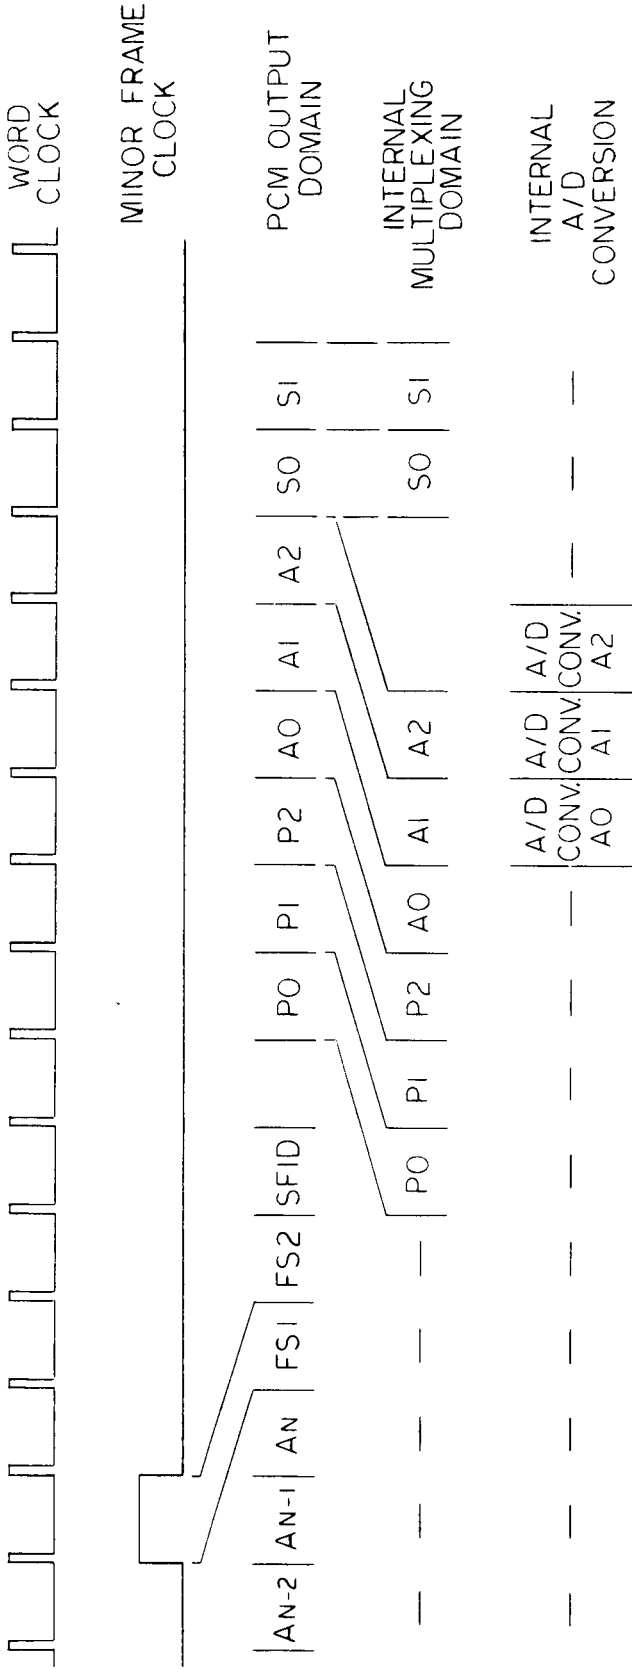 WORD
CLOCK
MINOR FRAME
CLOCK
AN-2 AN-1 AN FS1 FS2 SFID P0 P1 P2 A0 A1 A2 S0 S1
PCM OUTPUT
DOMAIN
— — — — — P0 P1 P2 A0 A1 A2 S0 S1
INTERNAL
MULTIPLEXING
DOMAIN
— — — — — — — — —
A/D
CONV.
A0
A/D
CONV.
A1
A/D
CONV.
A2
— — —
INTERNAL
A/D
CONVERSION